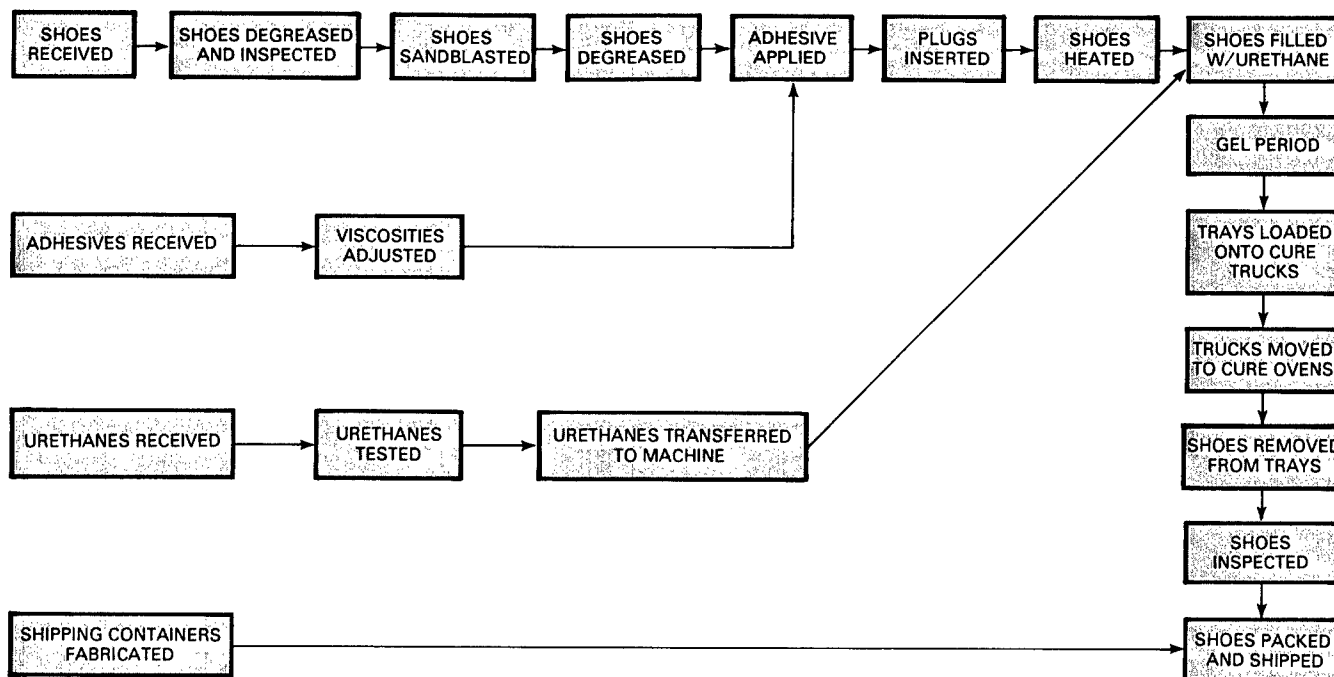 SHOES
RECEIVED
SHOES DEGREASED
AND INSPECTED
SHOES
SANDBLASTED
SHOES
DEGREASED
ADHESIVE
APPLIED
PLUGS
INSERTED
SHOES
HEATED
SHOES FILLED
W/URETHANE
GEL PERIOD
ADHESIVES RECEIVED
VISCOSITIES
ADJUSTED
TRAYS LOADED
ONTO CURE
TRUCKS
TRUCKS MOVED
TO CURE OVENS
URETHANES RECEIVED
URETHANES
TESTED
URETHANES TRANSFERRED
TO MACHINE
SHOES REMOVED
FROM TRAYS
SHOES
INSPECTED
SHIPPING CONTAINERS
FABRICATED
SHOES PACKED
AND SHIPPED